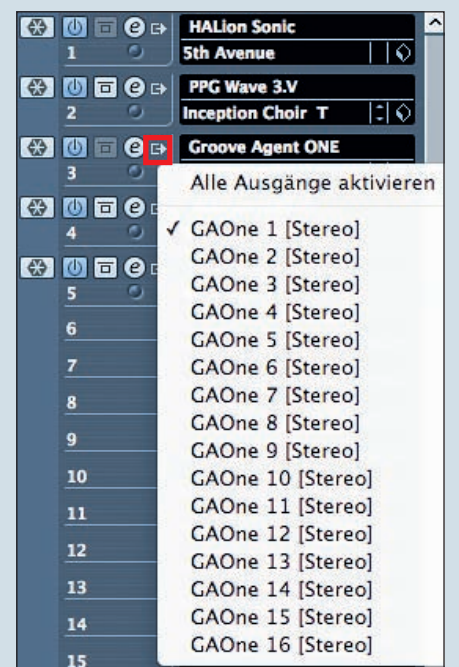 HALion Sonic
1 5th Avenue
PPG Wave 3.V
2 Inception Choir T
Groove Agent ONE
3
Alle Ausgänge aktivieren
4
✓ GAOne 1 [Stereo]
GAOne 2 [Stereo]
GAOne 3 [Stereo]
5
GAOne 4 [Stereo]
GAOne 5 [Stereo]
6
GAOne 6 [Stereo]
7
GAOne 7 [Stereo]
8
GAOne 8 [Stereo]
9
GAOne 9 [Stereo]
10
GAOne 10 [Stereo]
11
GAOne 11 [Stereo]
12
GAOne 12 [Stereo]
13
GAOne 13 [Stereo]
14
GAOne 14 [Stereo]
GAOne 15 [Stereo]
GAOne 16 [Stereo]
15